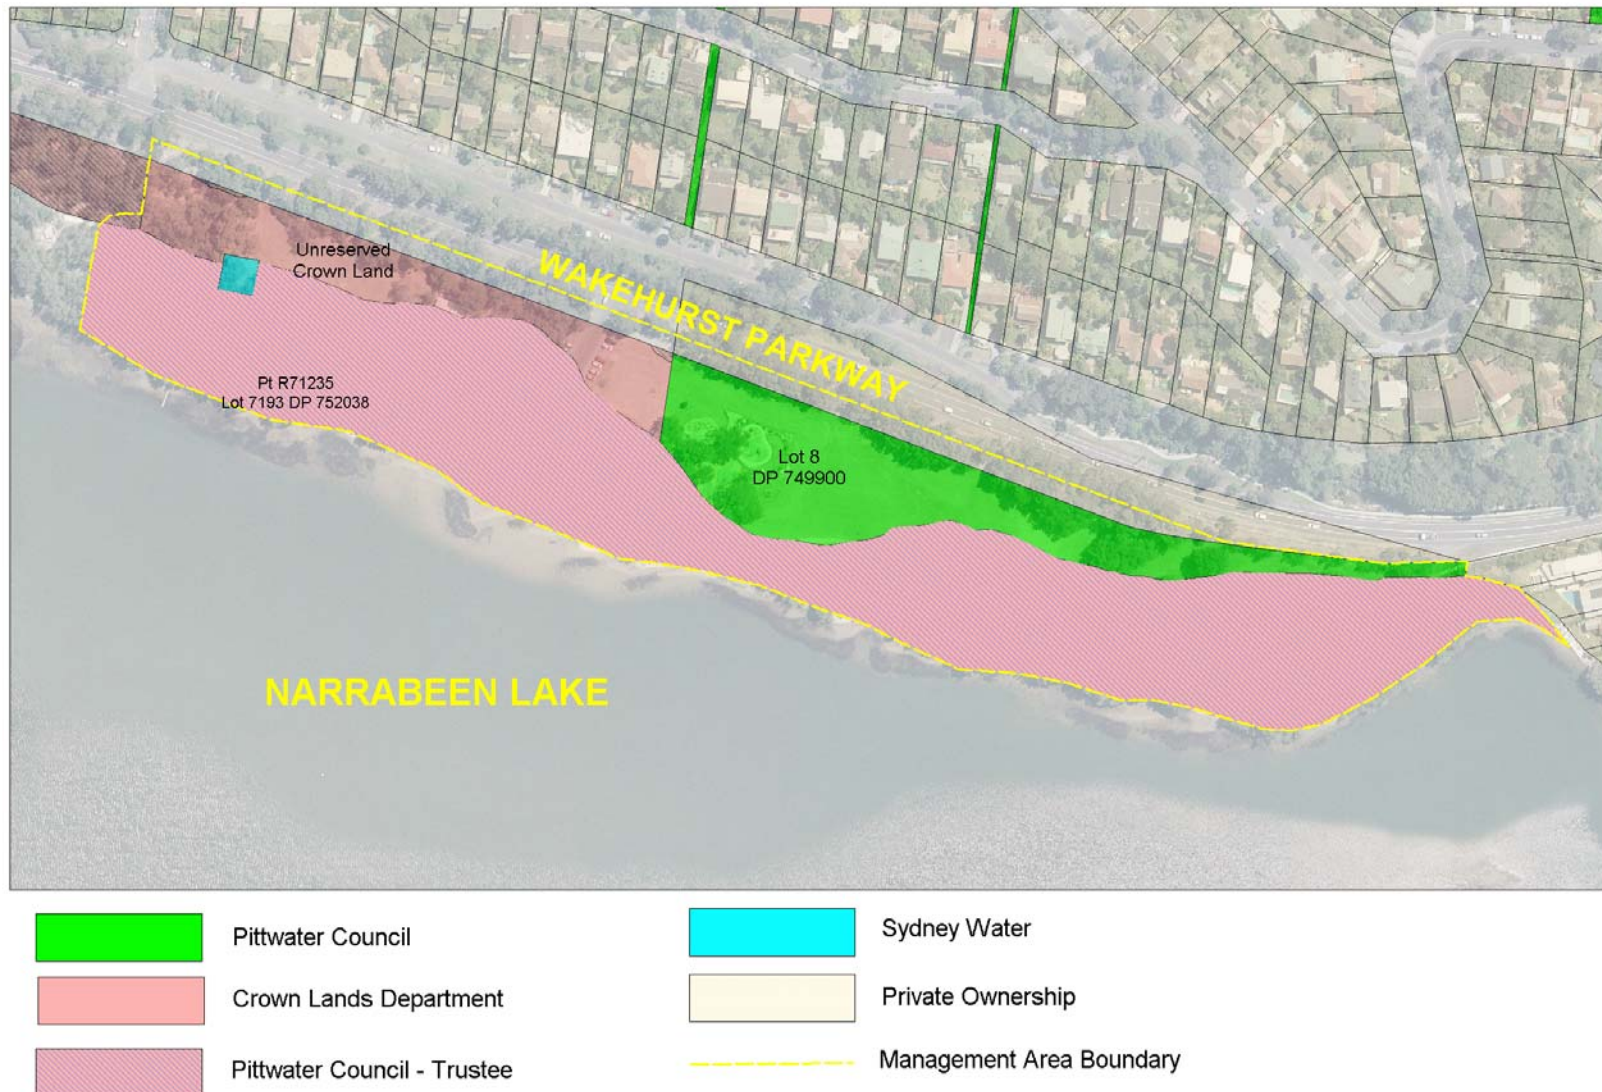 WAKEHURST PARKWAY
Unreserved
Crown Land
Pt R71235
Lot 7193 DP 752038
Lot 8
DP 749900
NARRABEEN LAKE
Pittwater Council
Crown Lands Department
Pittwater Council - Trustee
Sydney Water
Private Ownership
Management Area Boundary